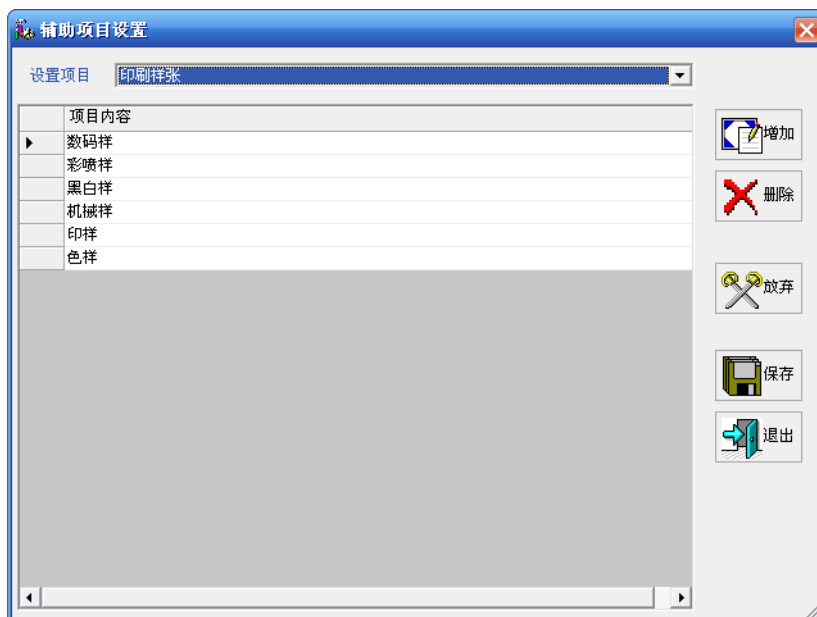 辅助项目设置
设置项目 印刷样张
项目内容
数码样
彩喷样
黑白样
机械样
印样
色样
增加
删除
放弃
保存
退出